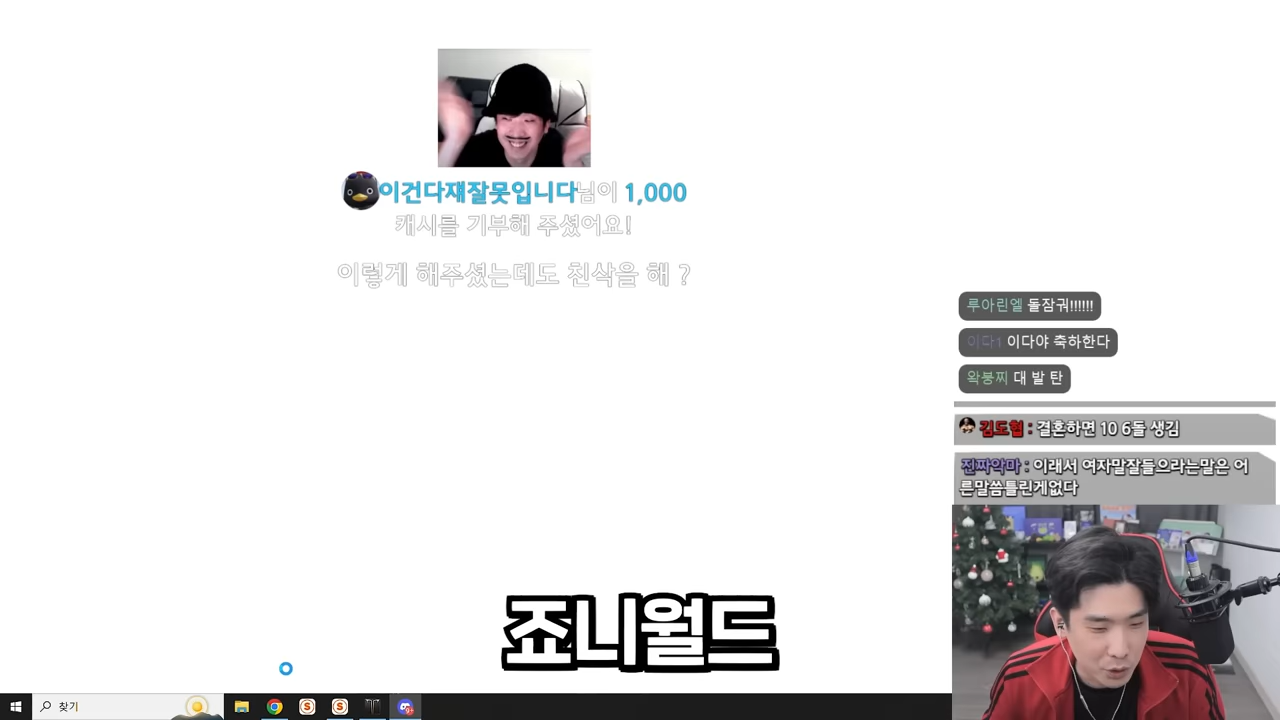 이건다쟤잘못입니다님이 1,000
캐시를 기부해 주셨어요!
이렇게 해주셨는데도 친삭을 해 ?
루아린엘 돌잠궈!!!!!!
이다1 이다야 축하한다
왁붕찌 대 발 탄
김도협 : 결혼하면 10 6돌 생김
진짜악마 : 이래서 여자말잘들으라는말은 어
른말씀틀린게없다
죠니월드
찾기